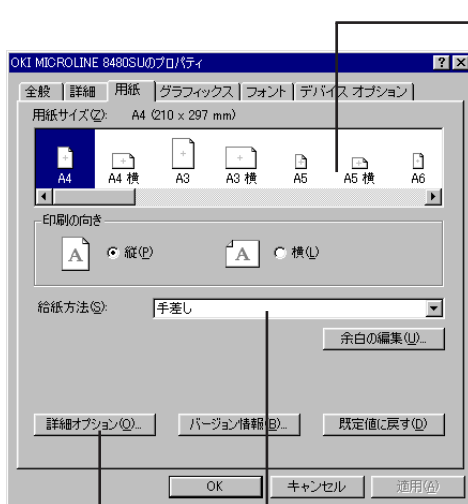 OKI MICROLINE 8480SUのプロパティ
全般 詳細 用紙 グラフィックス フォント デバイス オプション
用紙サイズ(Z): A4 (210 x 297 mm)
A4 A4 横 A3 A3 横 A5 A5 横 A6
印刷の向き
A 縦(P) A 横(L)
給紙方法(S): 手差し
余白の編集(U)...
詳細オプション(O)... バージョン情報(B)... 既定値に戻す(D)
OK キャンセル 適用(A)